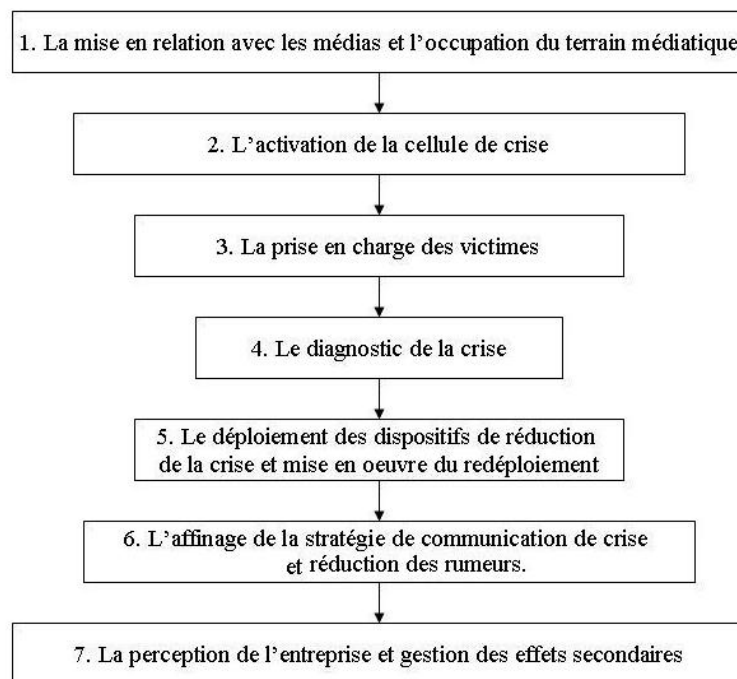 1. La mise en relation avec les médias et l'occupation du terrain médiatique
2. L'activation de la cellule de crise
3. La prise en charge des victimes
4. Le diagnostic de la crise
5. Le déploiement des dispositifs de réduction
de la crise et mise en oeuvre du redéploiement
6. L'affinage de la stratégie de communication de crise
et réduction des rumeurs.
7. La perception de l'entreprise et gestion des effets secondaires